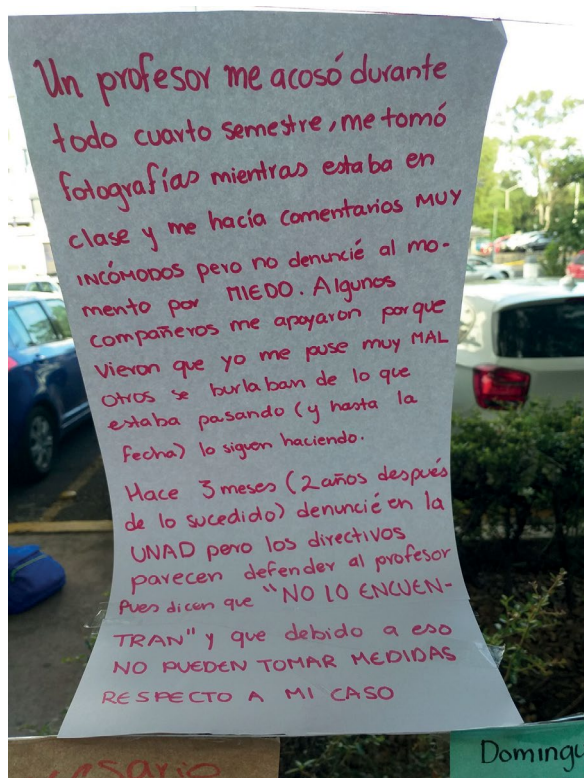 Un profesor me acosó durante
todo cuarto semestre, me tomó
fotografías mientras estaba en
clase y me hacía comentarios MUY
INCÓMODOS pero no denuncié al mo-
mento por MIEDO. Algunos
compañeros me apoyaron porque
vieron que yo me puse muy MAL
otros se burlaban de lo que
estaba pasando (y hasta la
fecha) lo siguen haciendo.
Hace 3 meses (2 años después
de lo sucedido) denuncié en la
UNAD pero los directivos
parecen defender al profesor
Pues dicen que "NO LO ENCUEN-
TRAN" y que debido a eso
NO PUEDEN TOMAR MEDIDAS
RESPECTO A MI CASO
Domingu